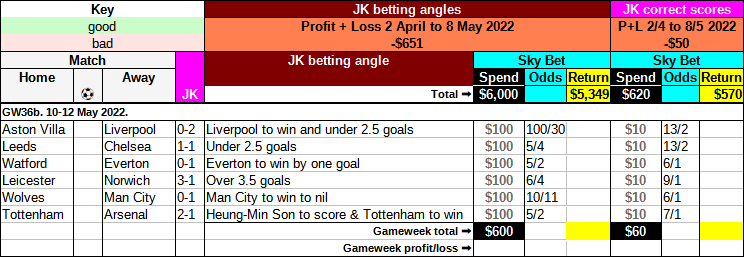 Key JK betting angles JK correct scores
good Profit + Loss 2 April to 8 May 2022 P+L 2/4 to 8/5 2022
bad -$651 -$50
Match JK JK betting angle Sky Bet Sky Bet
Home Away Spend Odds Return Spend Odds Return
Total ➡ $6,000 $5,349 $620 $570
GW36b. 10-12 May 2022.
Aston Villa Liverpool 0-2 Liverpool to win and under 2.5 goals $100 100/30 $10 13/2
Leeds Chelsea 1-1 Under 2.5 goals $100 5/4 $10 13/2
Watford Everton 0-1 Everton to win by one goal $100 5/2 $10 6/1
Leicester Norwich 3-1 Over 3.5 goals $100 6/4 $10 9/1
Wolves Man City 0-1 Man City to win to nil $100 10/11 $10 6/1
Tottenham Arsenal 2-1 Heung-Min Son to score & Tottenham to win $100 5/2 $10 7/1
Gameweek total ➡ $600 $60
Gameweek profit/loss ➡